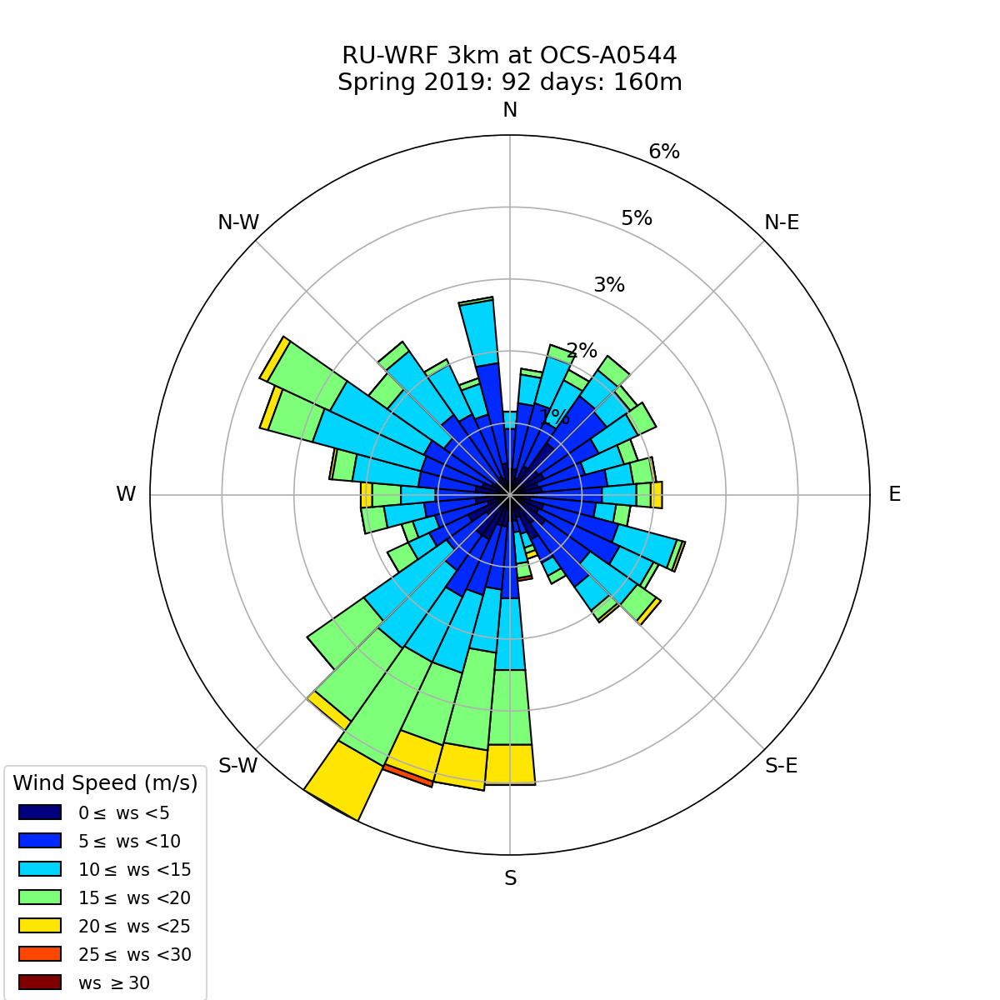 RU-WRF 3km at OCS-A0544
Spring 2019: 92 days: 160m
N
6%
5%
N-W
N-E
3%
2%
1%
W
E
S-W
S-E
Wind Speed (m/s)
0≤ ws <5
5≤ ws <10
10≤ ws <15
S
15≤ ws <20
20≤ ws <25
25≤ ws <30
ws ≥30